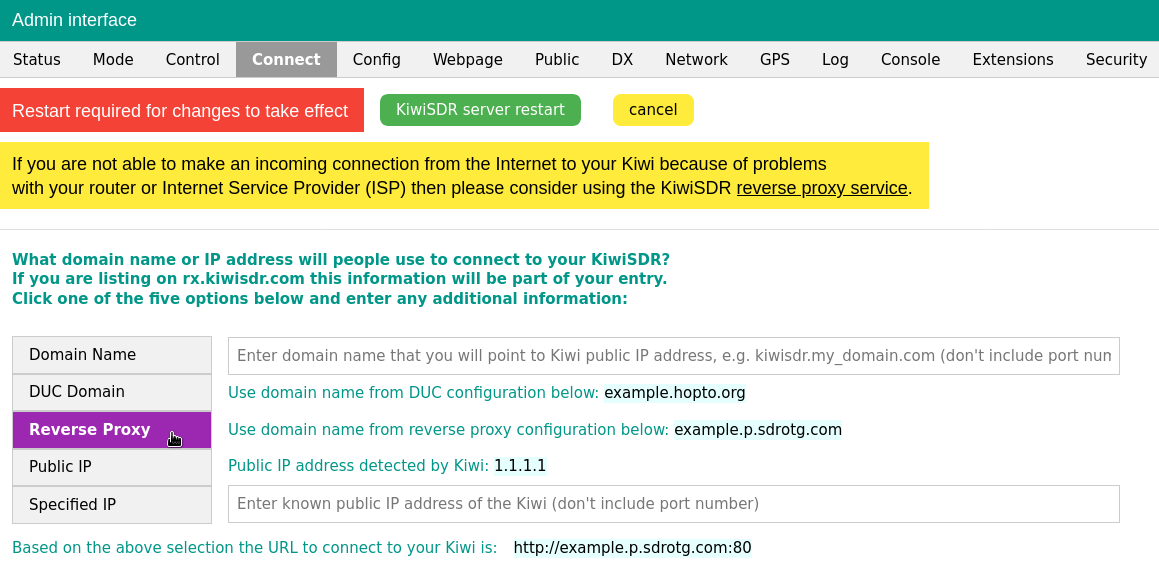 Admin interface
Status Mode Control Connect Config Webpage Public DX Network GPS Log Console Extensions Security
Restart required for changes to take effect KiwiSDR server restart cancel
If you are not able to make an incoming connection from the Internet to your Kiwi because of problems
with your router or Internet Service Provider (ISP) then please consider using the KiwiSDR reverse proxy service.
What domain name or IP address will people use to connect to your KiwiSDR?
If you are listing on rx.kiwisdr.com this information will be part of your entry.
Click one of the five options below and enter any additional information:
Domain Name Enter domain name that you will point to Kiwi public IP address, e.g. kiwisdr.my_domain.com (don't include port num
DUC Domain Use domain name from DUC configuration below: example.hopto.org
Reverse Proxy Use domain name from reverse proxy configuration below: example.p.sdrotg.com
Public IP Public IP address detected by Kiwi: 1.1.1.1
Specified IP Enter known public IP address of the Kiwi (don't include port number)
Based on the above selection the URL to connect to your Kiwi is: http://example.p.sdrotg.com:80